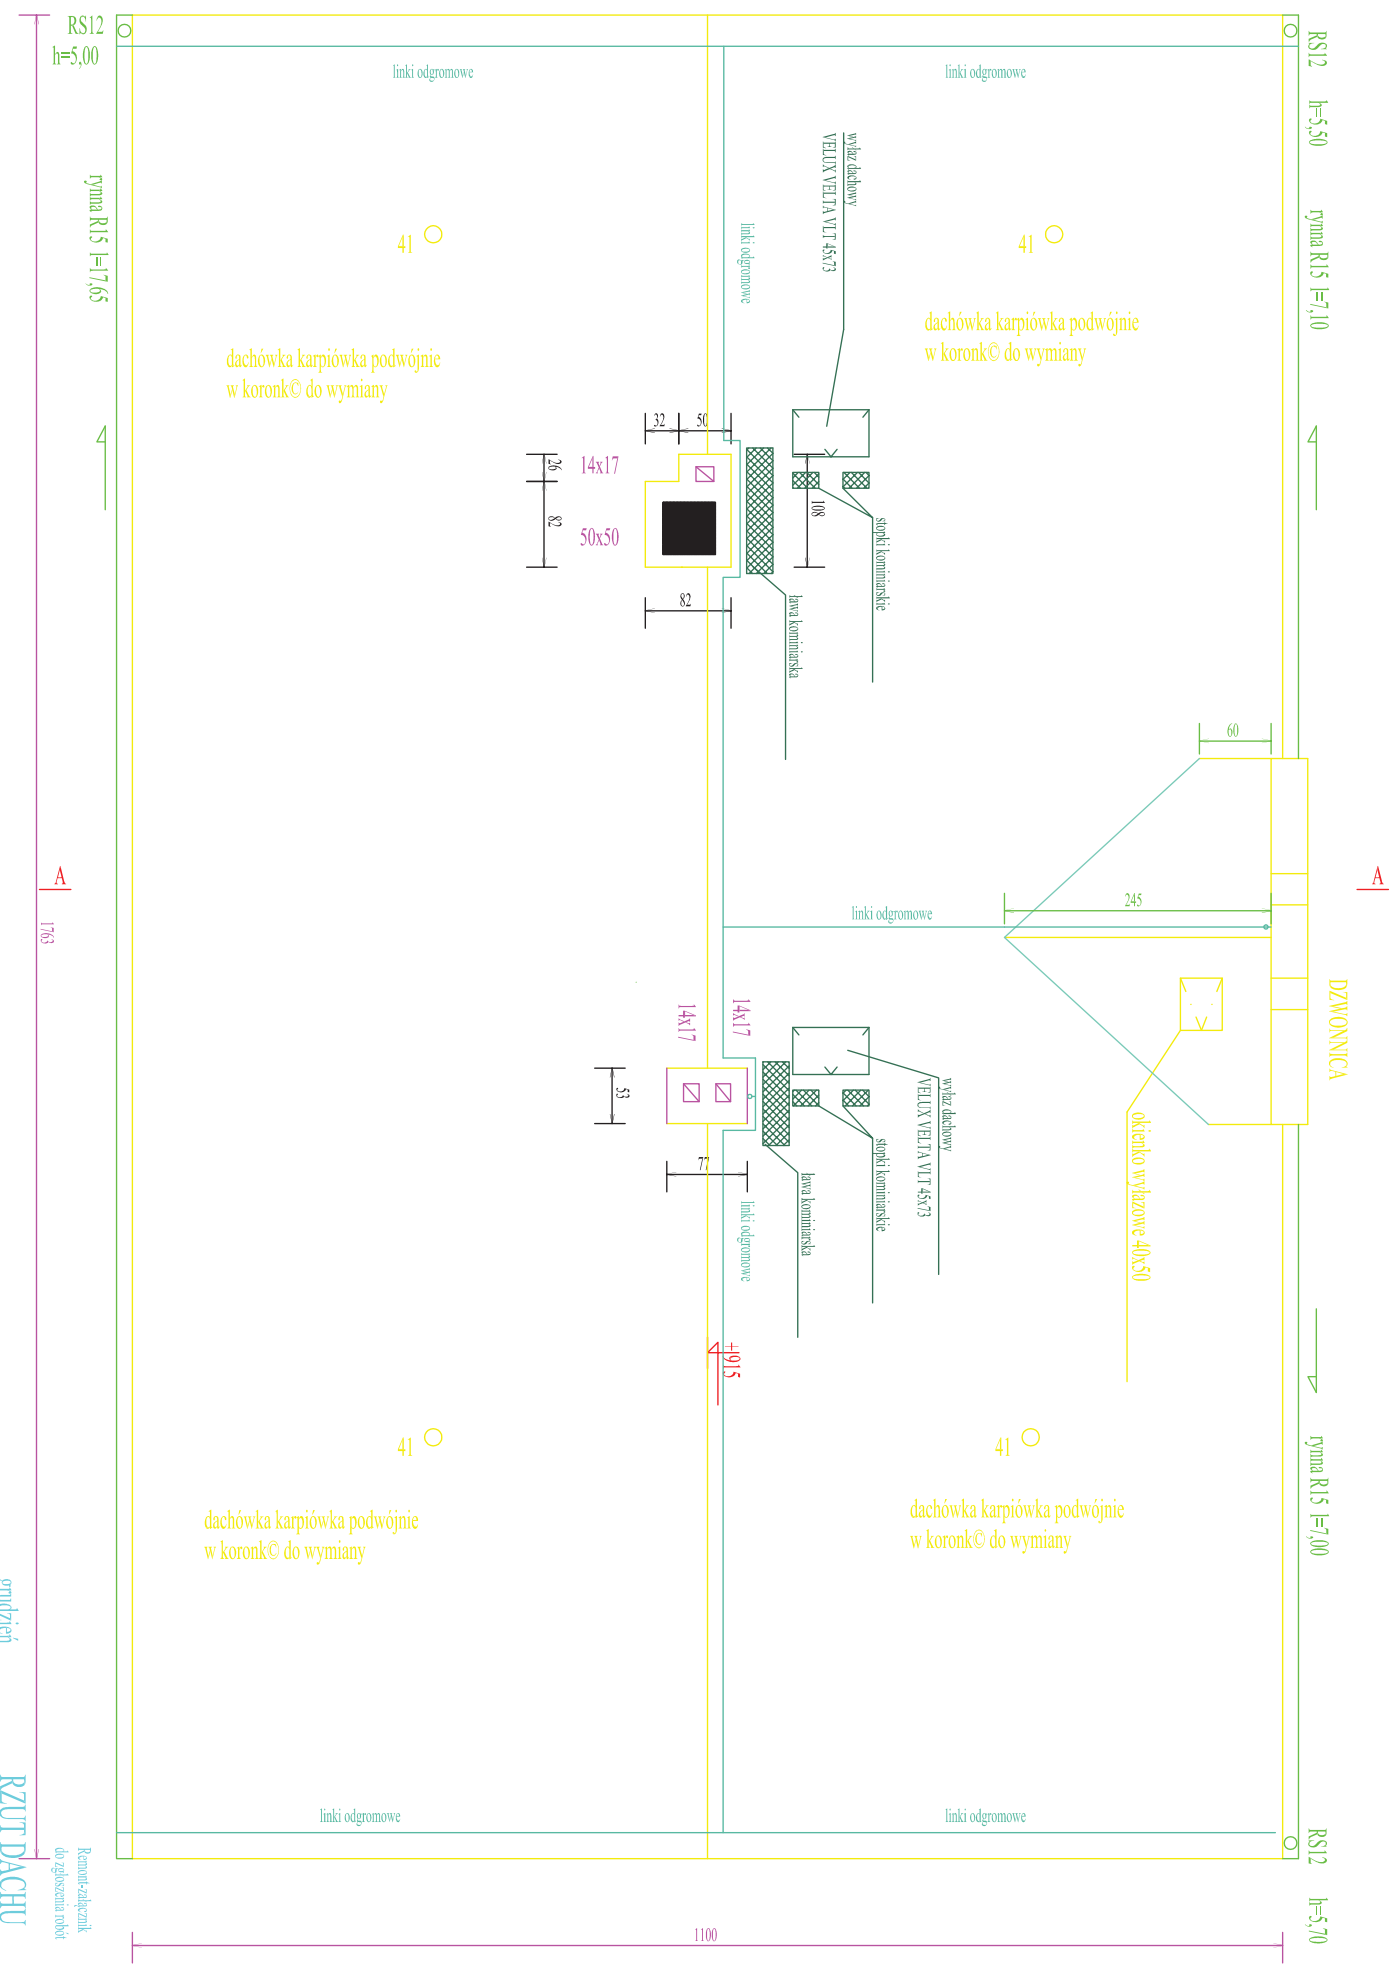 RS12
h=5,00
linki odgromowe
linki odgromowe
RS12
h=5,50
rynna R15 l=7,10
rynna R15 l=17,65
wyłaz dachowy
VELUX VELTA VLT 45x73
linki odgromowe
41
41
dachówka karpiówka podwójnie
w koronk© do wymiany
dachówka karpiówka podwójnie
w koronk© do wymiany
32
50
26
82
14x17
50x50
108
82
stopki kominiarskie
ława kominiarska
60
A
A
1763
linki odgromowe
245
DZWONNICA
14x17
14x17
53
77
wyłaz dachowy
VELUX VELTA VLT 45x73
stopki kominiarskie
ława kominiarska
okienko wyłazowe 40x50
linki odgromowe
+915
41
41
dachówka karpiówka podwójnie
w koronk© do wymiany
dachówka karpiówka podwójnie
w koronk© do wymiany
rynna R15 l=7,00
linki odgromowe
linki odgromowe
RS12
h=5,70
1100
grudzień
RZUT DACHU
Remont-załącznik
do zgłoszenia robót